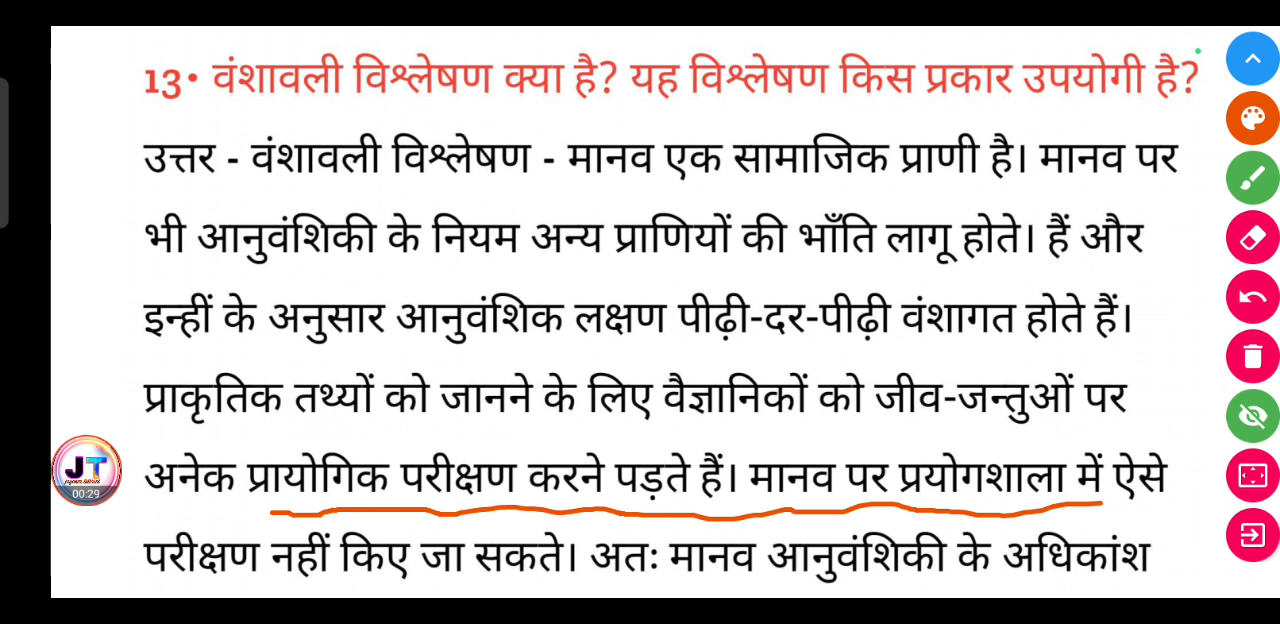 13• वंशावली विश्लेषण क्या है? यह विश्लेषण किस प्रकार उपयोगी है?
उत्तर - वंशावली विश्लेषण - मानव एक सामाजिक प्राणी है। मानव पर
भी आनुवंशिकी के नियम अन्य प्राणियों की भाँति लागू होते। हैं और
इन्हीं के अनुसार आनुवंशिक लक्षण पीढ़ी-दर-पीढ़ी वंशागत होते हैं।
प्राकृतिक तथ्यों को जानने के लिए वैज्ञानिकों को जीव-जन्तुओं पर
अनेक प्रायोगिक परीक्षण करने पड़ते हैं। मानव पर प्रयोगशाला में ऐसे
परीक्षण नहीं किए जा सकते। अतः मानव आनुवंशिकी के अधिकांश
JT
00:29